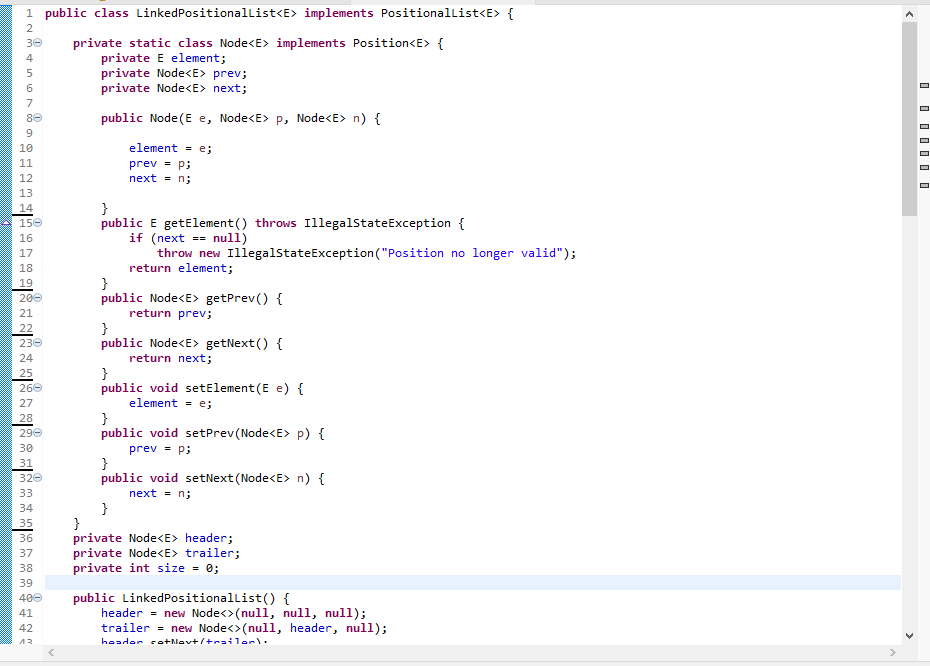 1 public class LinkedPositionalList<E> implements PositionalList<E> {
2
3 private static class Node<E> implements Position<E> {
4 private E element;
5 private Node<E> prev;
6 private Node<E> next;
7
8 public Node(E e, Node<E> p, Node<E> n) {
9
10 element = e;
11 prev = p;
12 next = n;
13
14 }
15 public E getElement() throws IllegalStateException {
16 if (next == null)
17 throw new IllegalStateException("Position no longer valid");
18 return element;
19 }
20 public Node<E> getPrev() {
21 return prev;
22 }
23 public Node<E> getNext() {
24 return next;
25 }
26 public void setElement(E e) {
27 element = e;
28 }
29 public void setPrev(Node<E> p) {
30 prev = p;
31 }
32 public void setNext(Node<E> n) {
33 next = n;
34 }
35 }
36 private Node<E> header;
37 private Node<E> trailer;
38 private int size = 0;
39
40 public LinkedPositionalList() {
41 header = new Node<>(null, null, null);
42 trailer = new Node<>(null, header, null);
43 header.setNext(trailer);